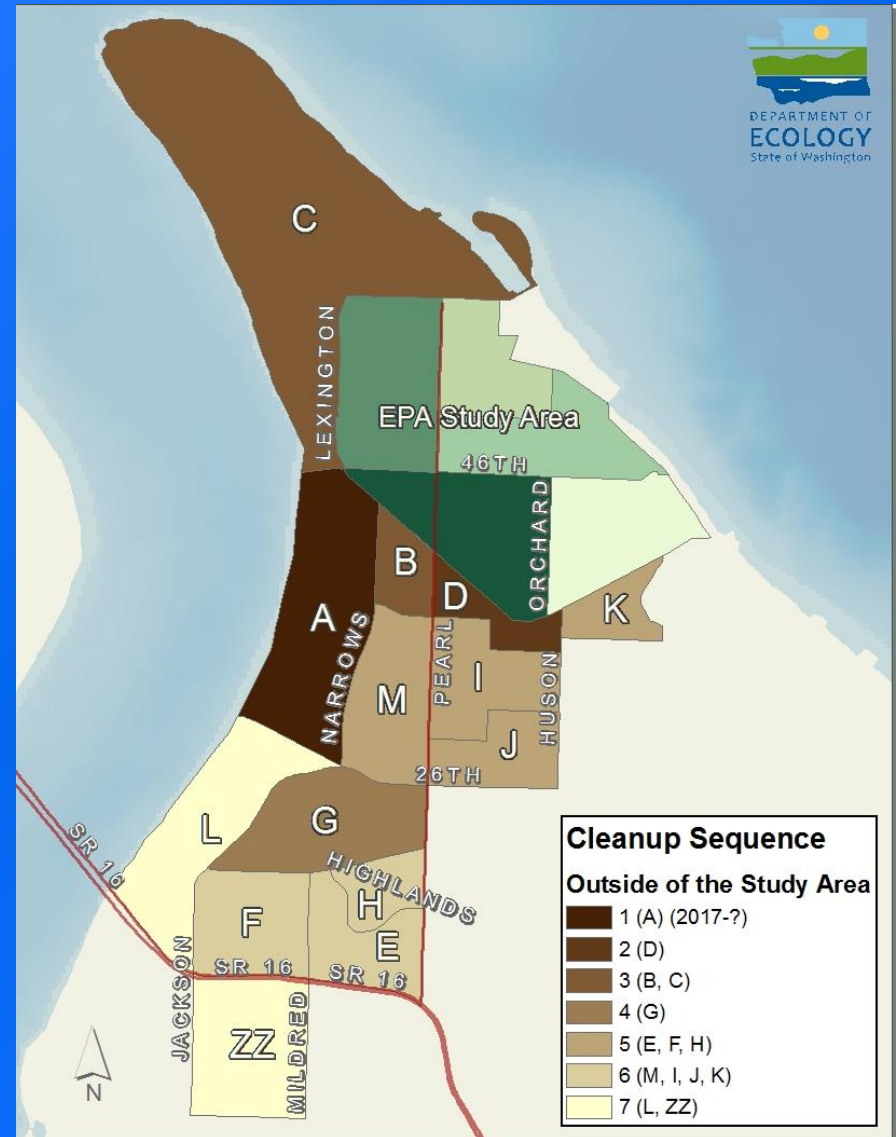 DEPARTMENT OF
ECOLOGY
State of Washington
C
LEXINGTON
EPA Study Area
46TH
ORCHARD
B
D
K
A
NARROWS
PEARL
I
M
HUSON
J
26TH
L
G
SR 16
HIGHLANDS
H
F
E
SR 16
SR 16
JACKSON
ZZ
MILDRED
N
Cleanup Sequence
Outside of the Study Area
1 (A) (2017-?)
2 (D)
3 (B, C)
4 (G)
5 (E, F, H)
6 (M, I, J, K)
7 (L, ZZ)